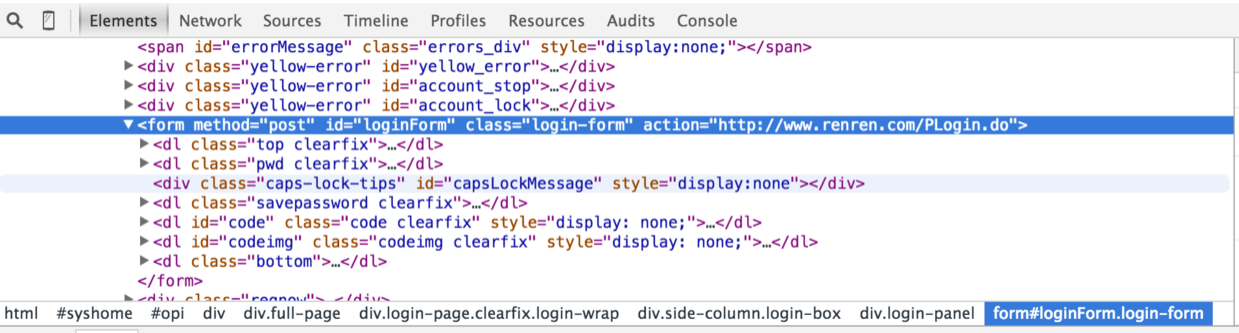 Elements Network Sources Timeline Profiles Resources Audits Console
<span id="errorMessage" class="errors_div" style="display:none;"></span>
▶<div class="yellow-error" id="yellow_error">…</div>
▶<div class="yellow-error" id="account_stop">…</div>
▶<div class="yellow-error" id="account_lock">…</div>
▼<form method="post" id="loginForm" class="login-form" action="http://www.renren.com/PLogin.do">
▶<dl class="top clearfix">…</dl>
▶<dl class="pwd clearfix">…</dl>
<div class="caps-lock-tips" id="capsLockMessage" style="display:none"></div>
▶<dl class="savepassword clearfix">…</dl>
▶<dl id="code" class="code clearfix" style="display: none;">…</dl>
▶<dl id="codeimg" class="codeimg clearfix" style="display: none;">…</dl>
▶<dl class="bottom">…</dl>
</form>
▶<div class="regnow">…</div>
html #syshome #opi div div.full-page div.login-page.clearfix.login-wrap div.side-column.login-box div.login-panel form#loginForm.login-form